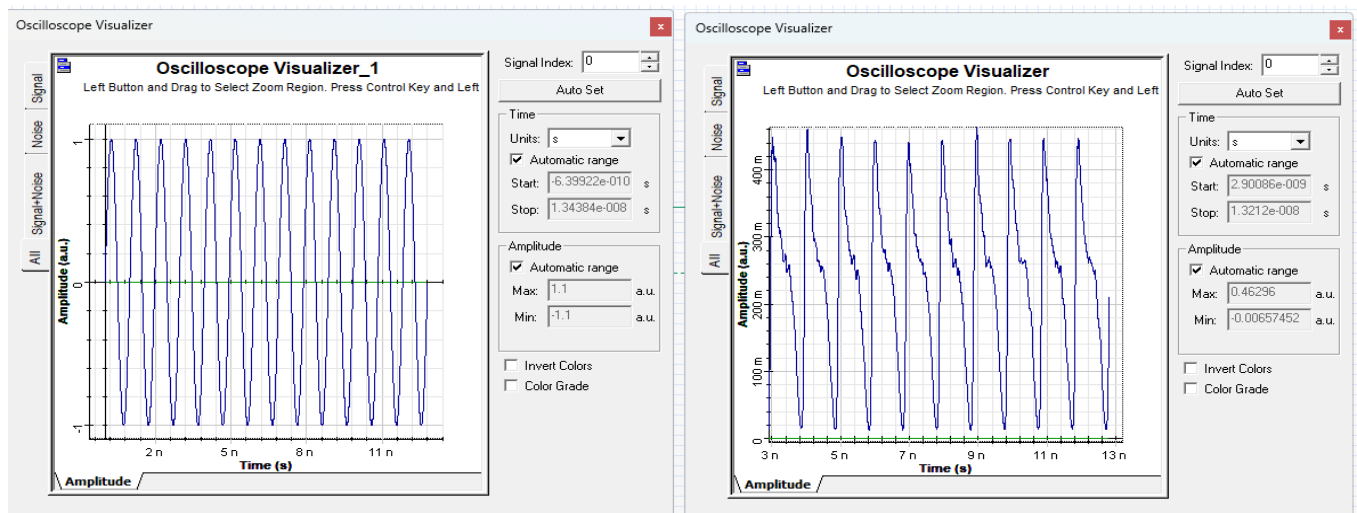 Oscilloscope Visualizer
x
Oscilloscope Visualizer_1
Left Button and Drag to Select Zoom Region. Press Control Key and Left
Signal
Noise
Signal+Noise
All
Amplitude (a.u.)
1
0
-1
2 n 5 n 8 n 11 n
Time (s)
Amplitude
Signal Index: 0
Auto Set
Time
Units: s
Automatic range
Start: -6.39922e-010 s
Stop: 1.34384e-008 s
Amplitude
Automatic range
Max: 1.1 a.u.
Min: -1.1 a.u.
Invert Colors
Color Grade
Oscilloscope Visualizer
x
Oscilloscope Visualizer
Left Button and Drag to Select Zoom Region. Press Control Key and Left
Signal
Noise
Signal+Noise
All
Amplitude (a.u.)
400 m
300 m
200 m
100 m
0
3 n 5 n 7 n 9 n 11 n 13 n
Time (s)
Amplitude
Signal Index: 0
Auto Set
Time
Units: s
Automatic range
Start: 2.90086e-009 s
Stop: 1.3212e-008 s
Amplitude
Automatic range
Max: 0.46296 a.u.
Min: -0.00657452 a.u.
Invert Colors
Color Grade